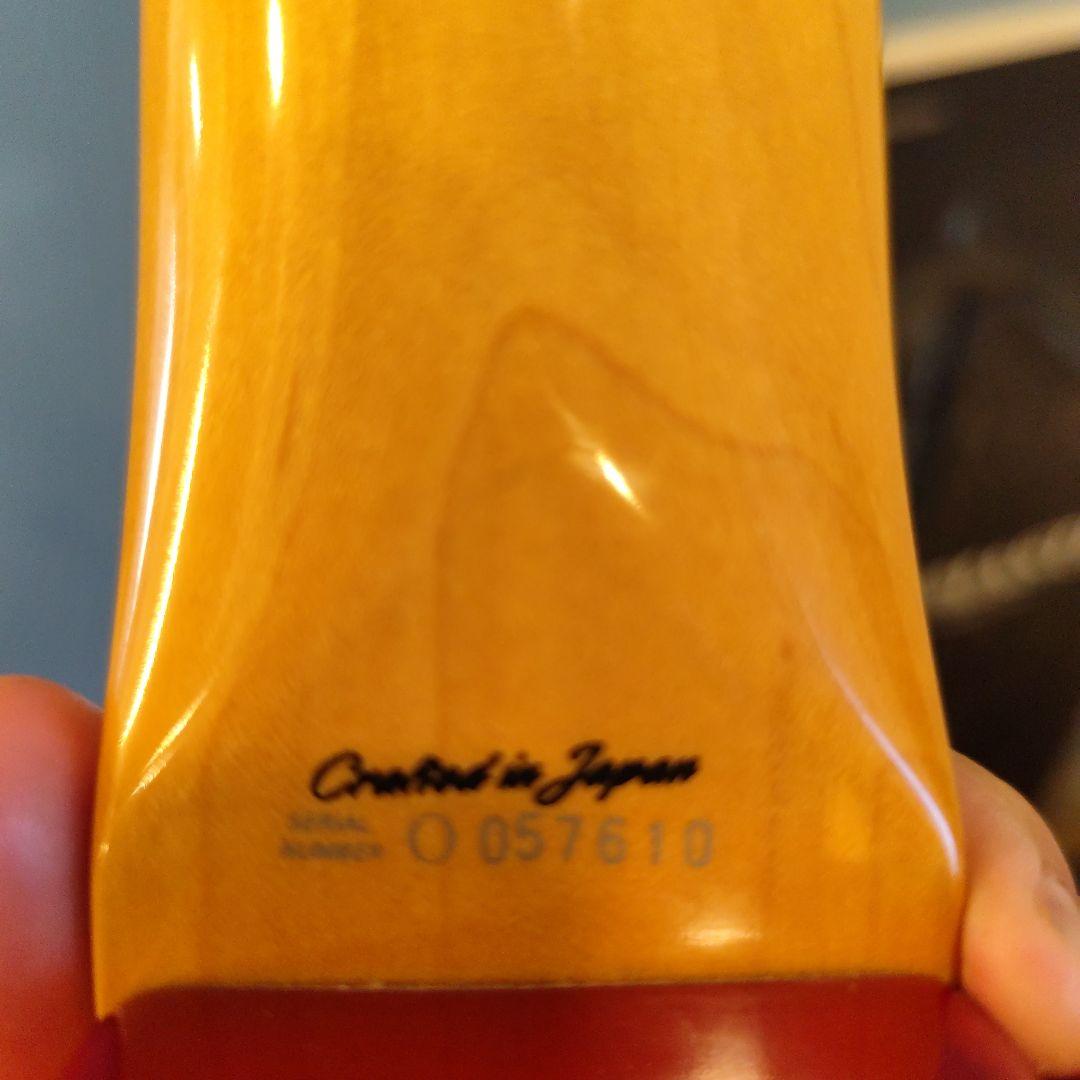 Crafted in Japan
SERIAL
NUMBER O 057610